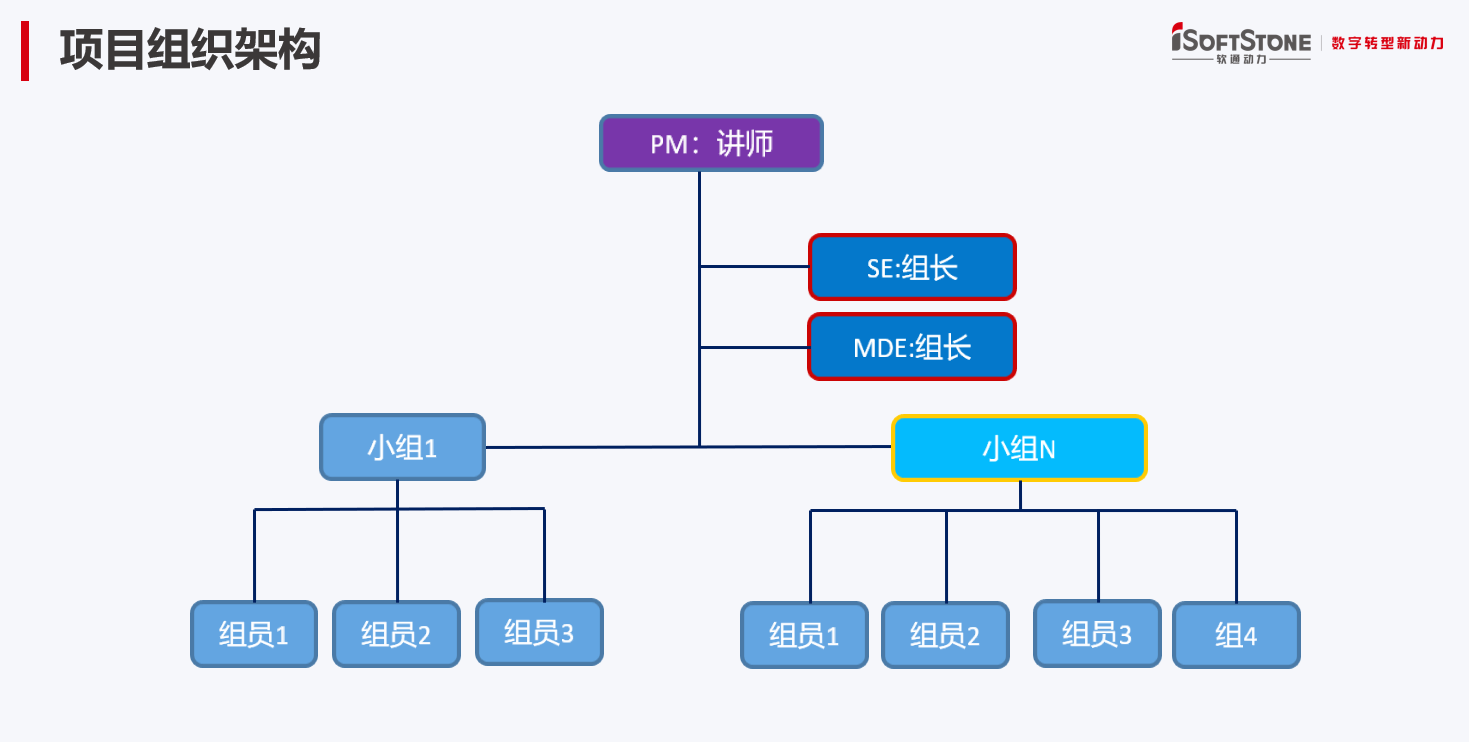 项目组织架构
iSOFTSTONE
软通动力
数字转型新动力
PM：讲师
SE:组长
MDE:组长
小组1
小组N
组员1
组员2
组员3
组员1
组员2
组员3
组4